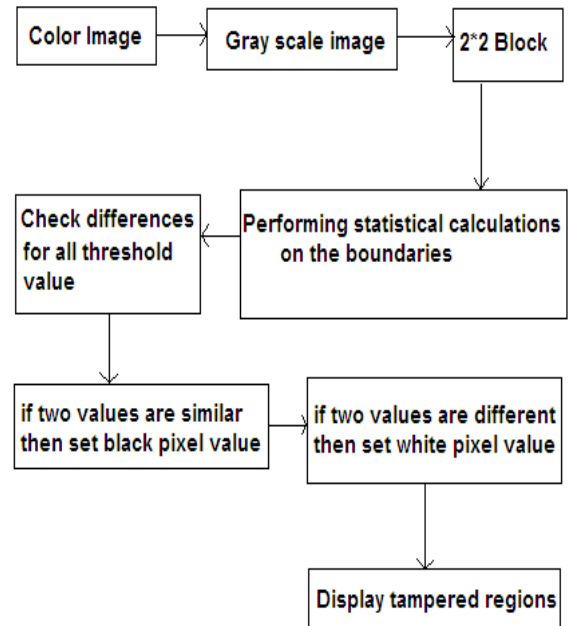 Color Image
Gray scale image
2*2 Block
Performing statistical calculations
on the boundaries
Check differences
for all threshold
value
if two values are similar
then set black pixel value
if two values are different
then set white pixel value
Display tampered regions